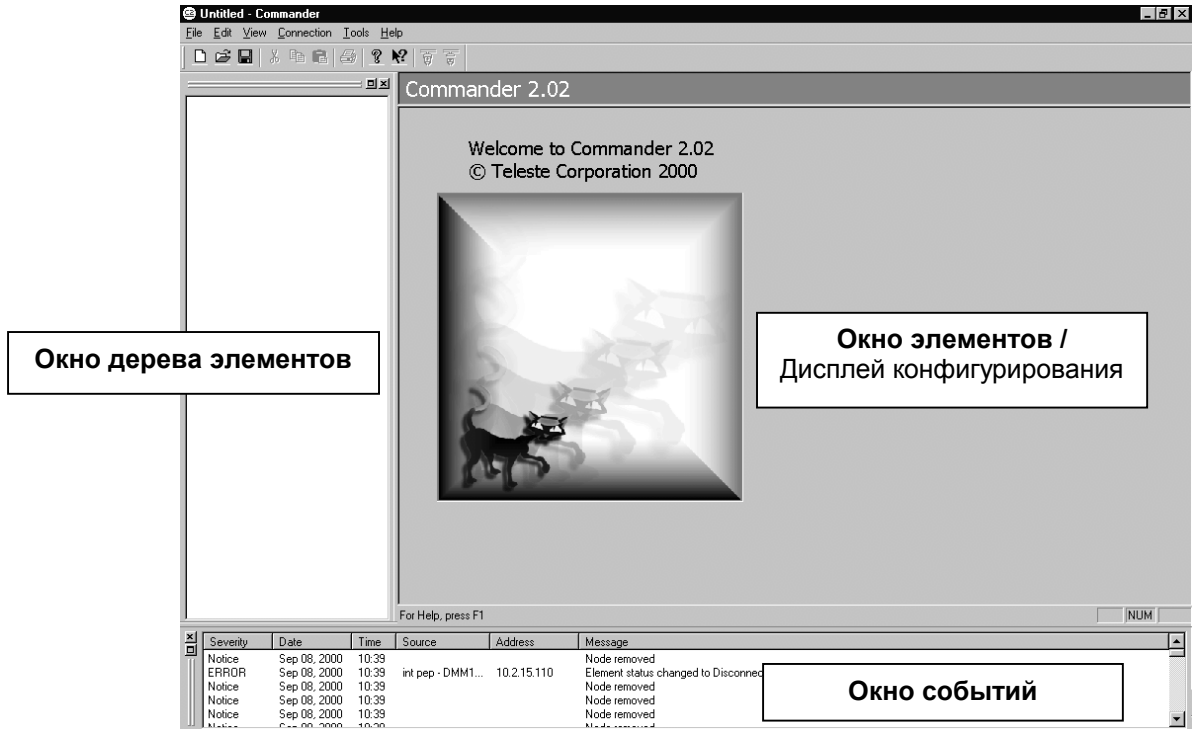 Untitled - Commander
File Edit View Connection Tools Help
Commander 2.02
Welcome to Commander 2.02
© Teleste Corporation 2000
Окно дерева элементов
Окно элементов /
Дисплей конфигурирования
For Help, press F1
NUM
Severity Date Time Source Address Message
Notice Sep 08, 2000 10:39 Node removed
ERROR Sep 08, 2000 10:39 int pep - DMM1... 10.2.15.110 Element status changed to Disconnec
Notice Sep 08, 2000 10:39 Node removed
Notice Sep 08, 2000 10:39 Node removed
Notice Sep 08, 2000 10:39 Node removed
Окно событий